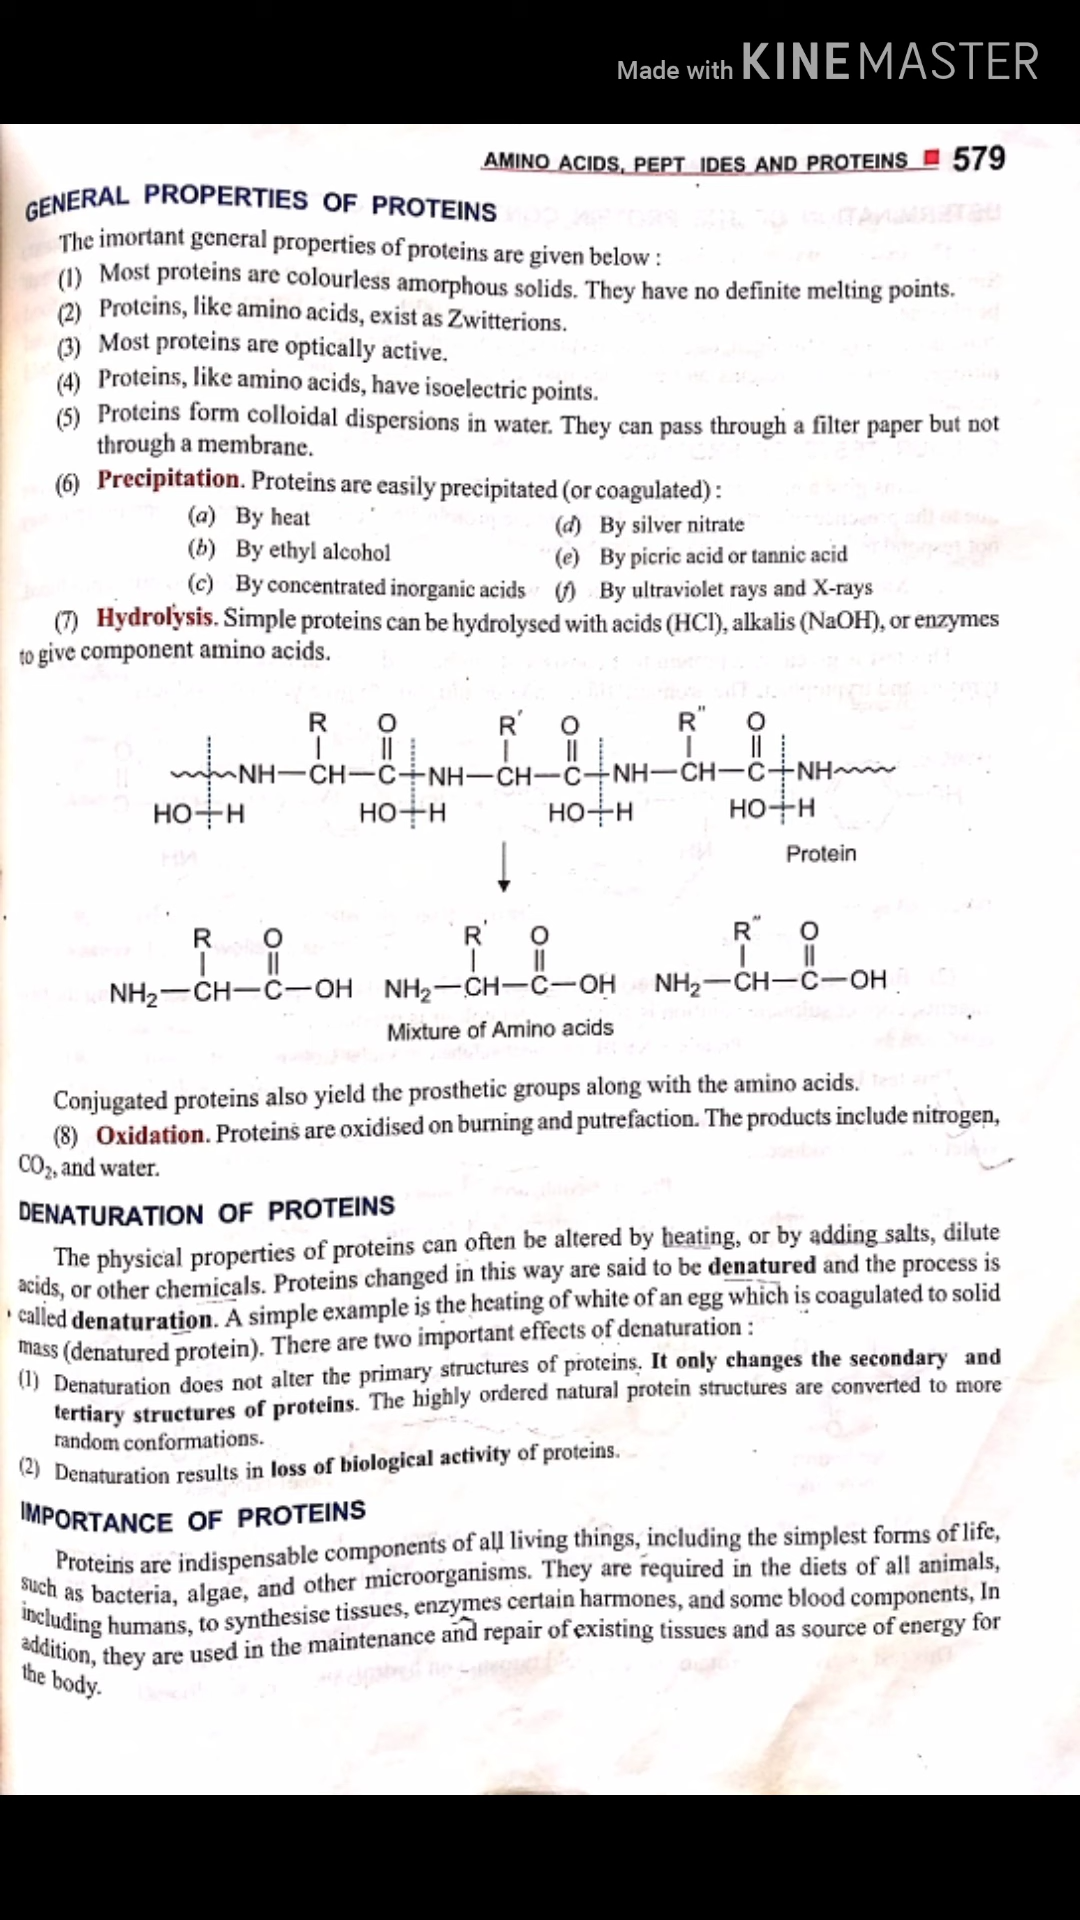 Made with KINEMASTER
AMINO ACIDS, PEPT IDES AND PROTEINS 579
GENERAL PROPERTIES OF PROTEINS
The imortant general properties of proteins are given below :
(1) Most proteins are colourless amorphous solids. They have no definite melting points.
(2) Proteins, like amino acids, exist as Zwitterions.
(3) Most proteins are optically active.
(4) Proteins, like amino acids, have isoelectric points.
(5) Proteins form colloidal dispersions in water. They can pass through a filter paper but not
through a membrane.
(6) Precipitation. Proteins are easily precipitated (or coagulated) :
(a) By heat (d) By silver nitrate
(b) By ethyl alcohol (e) By picric acid or tannic acid
(c) By concentrated inorganic acids (f) By ultraviolet rays and X-rays
(7) Hydrolysis. Simple proteins can be hydrolysed with acids (HCl), alkalis (NaOH), or enzymes
to give component amino acids.
R O R' O R" O
NH—CH—C—NH—CH—C—NH—CH—C—NH
HO—H HO—H HO—H HO—H
Protein
R O R' O R" O
NH₂—CH—C—OH NH₂—CH—C—OH NH₂—CH—C—OH
Mixture of Amino acids
Conjugated proteins also yield the prosthetic groups along with the amino acids.
(8) Oxidation. Proteins are oxidised on burning and putrefaction. The products include nitrogen,
CO₂, and water.
DENATURATION OF PROTEINS
The physical properties of proteins can often be altered by heating, or by adding salts, dilute
acids, or other chemicals. Proteins changed in this way are said to be denatured and the process is
called denaturation. A simple example is the heating of white of an egg which is coagulated to solid
mass (denatured protein). There are two important effects of denaturation :
(1) Denaturation does not alter the primary structures of proteins. It only changes the secondary and
tertiary structures of proteins. The highly ordered natural protein structures are converted to more
random conformations.
(2) Denaturation results in loss of biological activity of proteins.
IMPORTANCE OF PROTEINS
Proteins are indispensable components of all living things, including the simplest forms of life,
such as bacteria, algae, and other microorganisms. They are required in the diets of all animals,
including humans, to synthesise tissues, enzymes certain harmones, and some blood components, In
addition, they are used in the maintenance and repair of existing tissues and as source of energy for
the body.